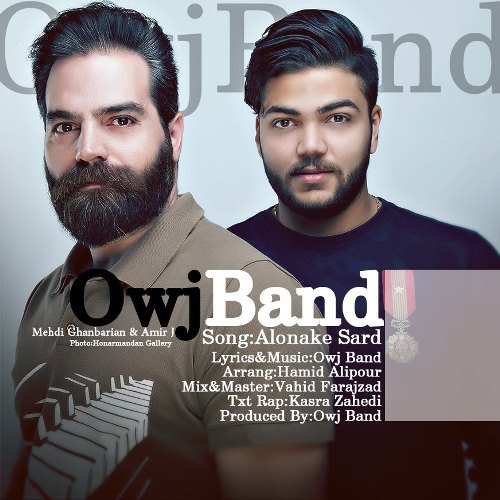 OwjBand
OwjBand
Mehdi Ghanbarian & Amir J
Photo:Honarmandan Gallery
Song:Alonake Sard
Lyrics&Music:Owj Band
Arrang:Hamid Alipour
Mix&Master:Vahid Farajzad
Txt Rap:Kasra Zahedi
Produced By:Owj Band